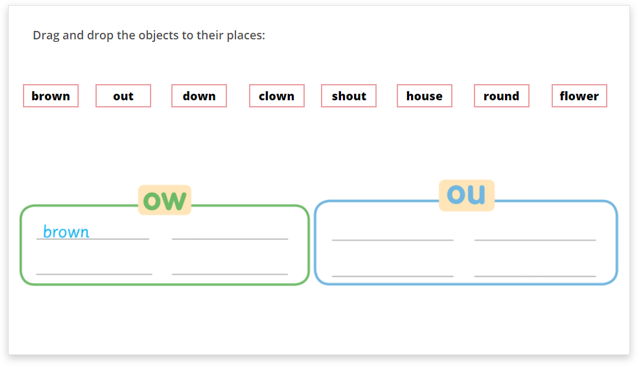 Drag and drop the objects to their places:
brown out down clown shout house round flower
ow ou
brown